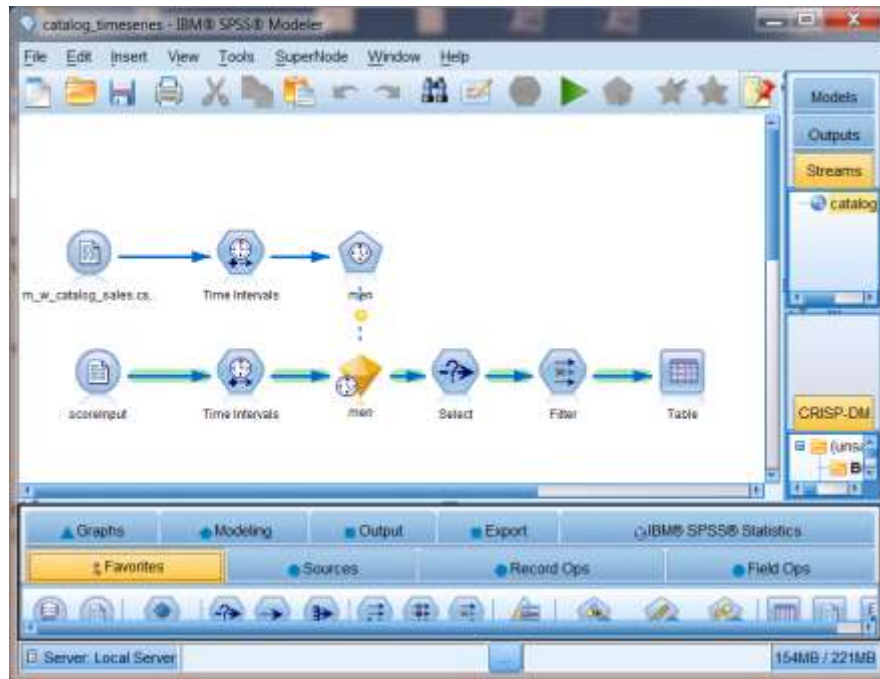 catalog_timeseries - IBM® SPSS® Modeler
File Edit Insert View Tools SuperNode Window Help
Models
Outputs
Streams
catalog
m_w_catalog_sales.cs...
Time Intervals
men
scoreInput
Time Intervals
men
Select
Filter
Table
CRISP-DM
(unsa
Graphs
Modeling
Output
Export
IBM® SPSS® Statistics
Favorites
Sources
Record Ops
Field Ops
Server: Local Server
154MB / 221MB